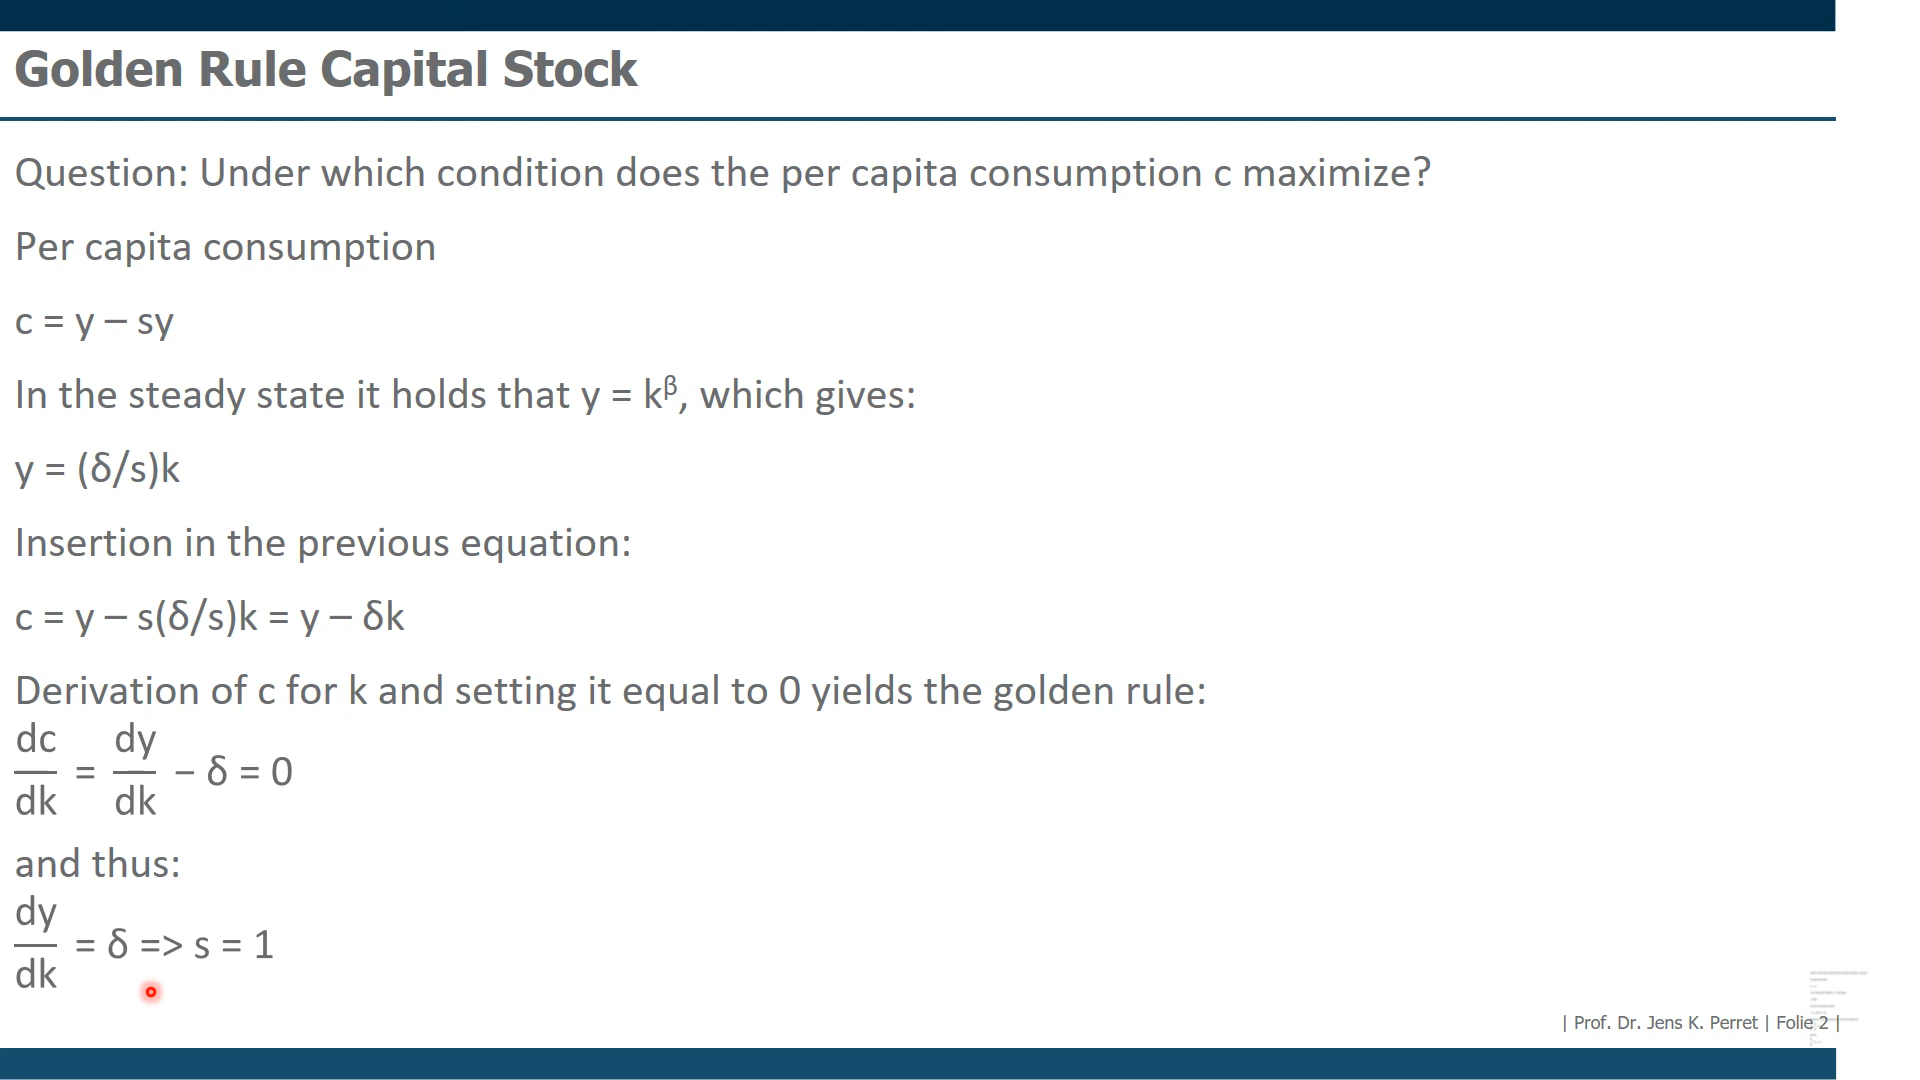 Golden Rule Capital Stock
Question: Under which condition does the per capita consumption c maximize?
Per capita consumption
c = y – sy
In the steady state it holds that y = kᵝ, which gives:
y = (δ/s)k
Insertion in the previous equation:
c = y – s(δ/s)k = y – δk
Derivation of c for k and setting it equal to 0 yields the golden rule:
dc/dk = dy/dk − δ = 0
and thus:
dy/dk = δ => s = 1
| Prof. Dr. Jens K. Perret | Folie 2 |